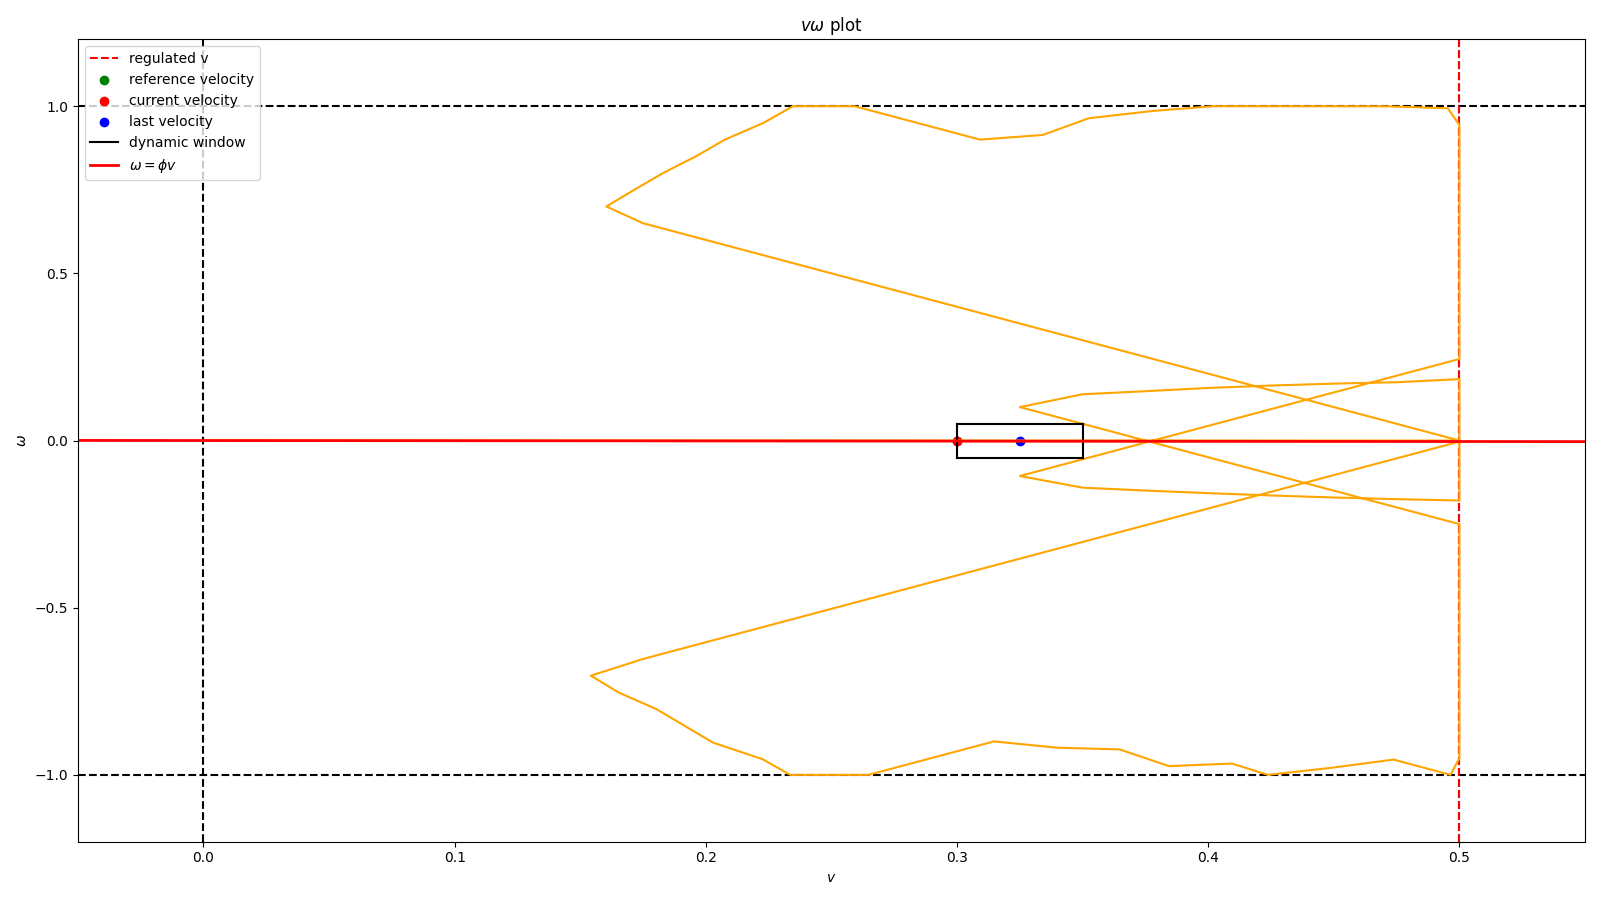 vω plot
regulated v
reference velocity
current velocity
last velocity
dynamic window
ω = ϕv
1.0
0.5
0.0
−0.5
−1.0
ω
0.0 0.1 0.2 0.3 0.4 0.5
v